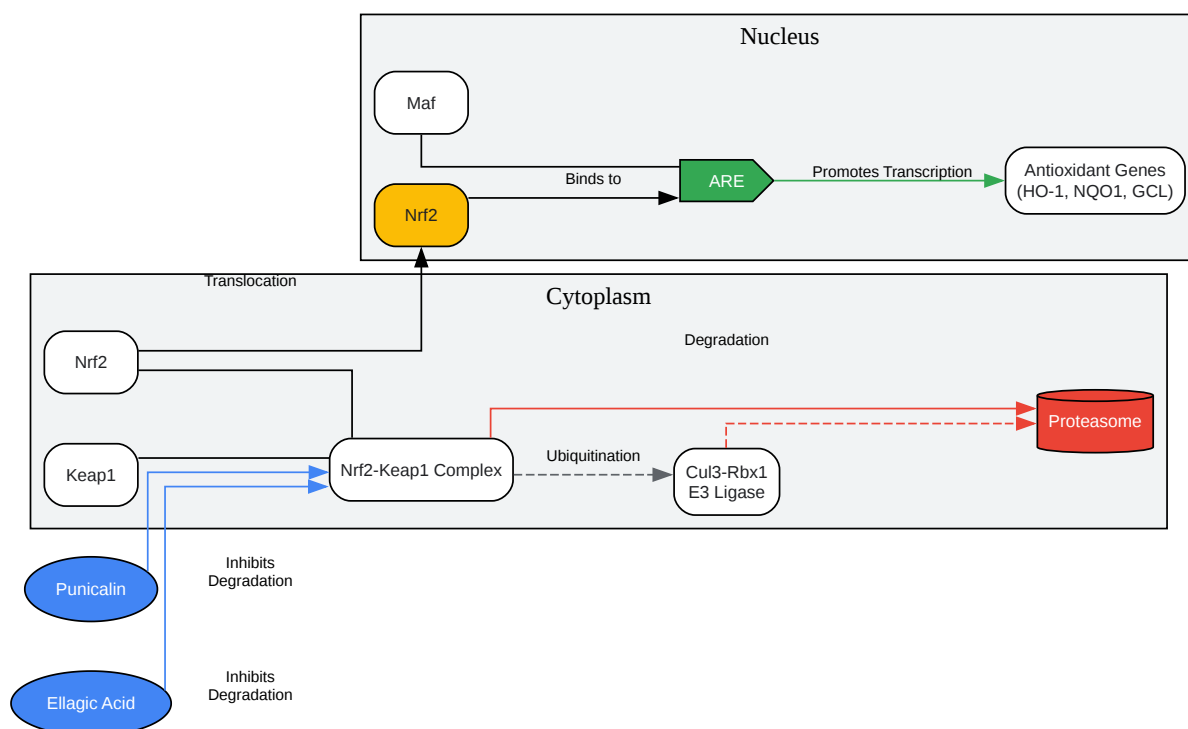 Nucleus
Maf
Binds to
ARE
Promotes Transcription
Antioxidant Genes
(HO-1, NQO1, GCL)
Nrf2
Translocation
Cytoplasm
Degradation
Nrf2
Proteasome
Keap1
Nrf2-Keap1 Complex
Ubiquitination
Cul3-Rbx1
E3 Ligase
Inhibits
Degradation
Punicalin
Inhibits
Degradation
Ellagic Acid